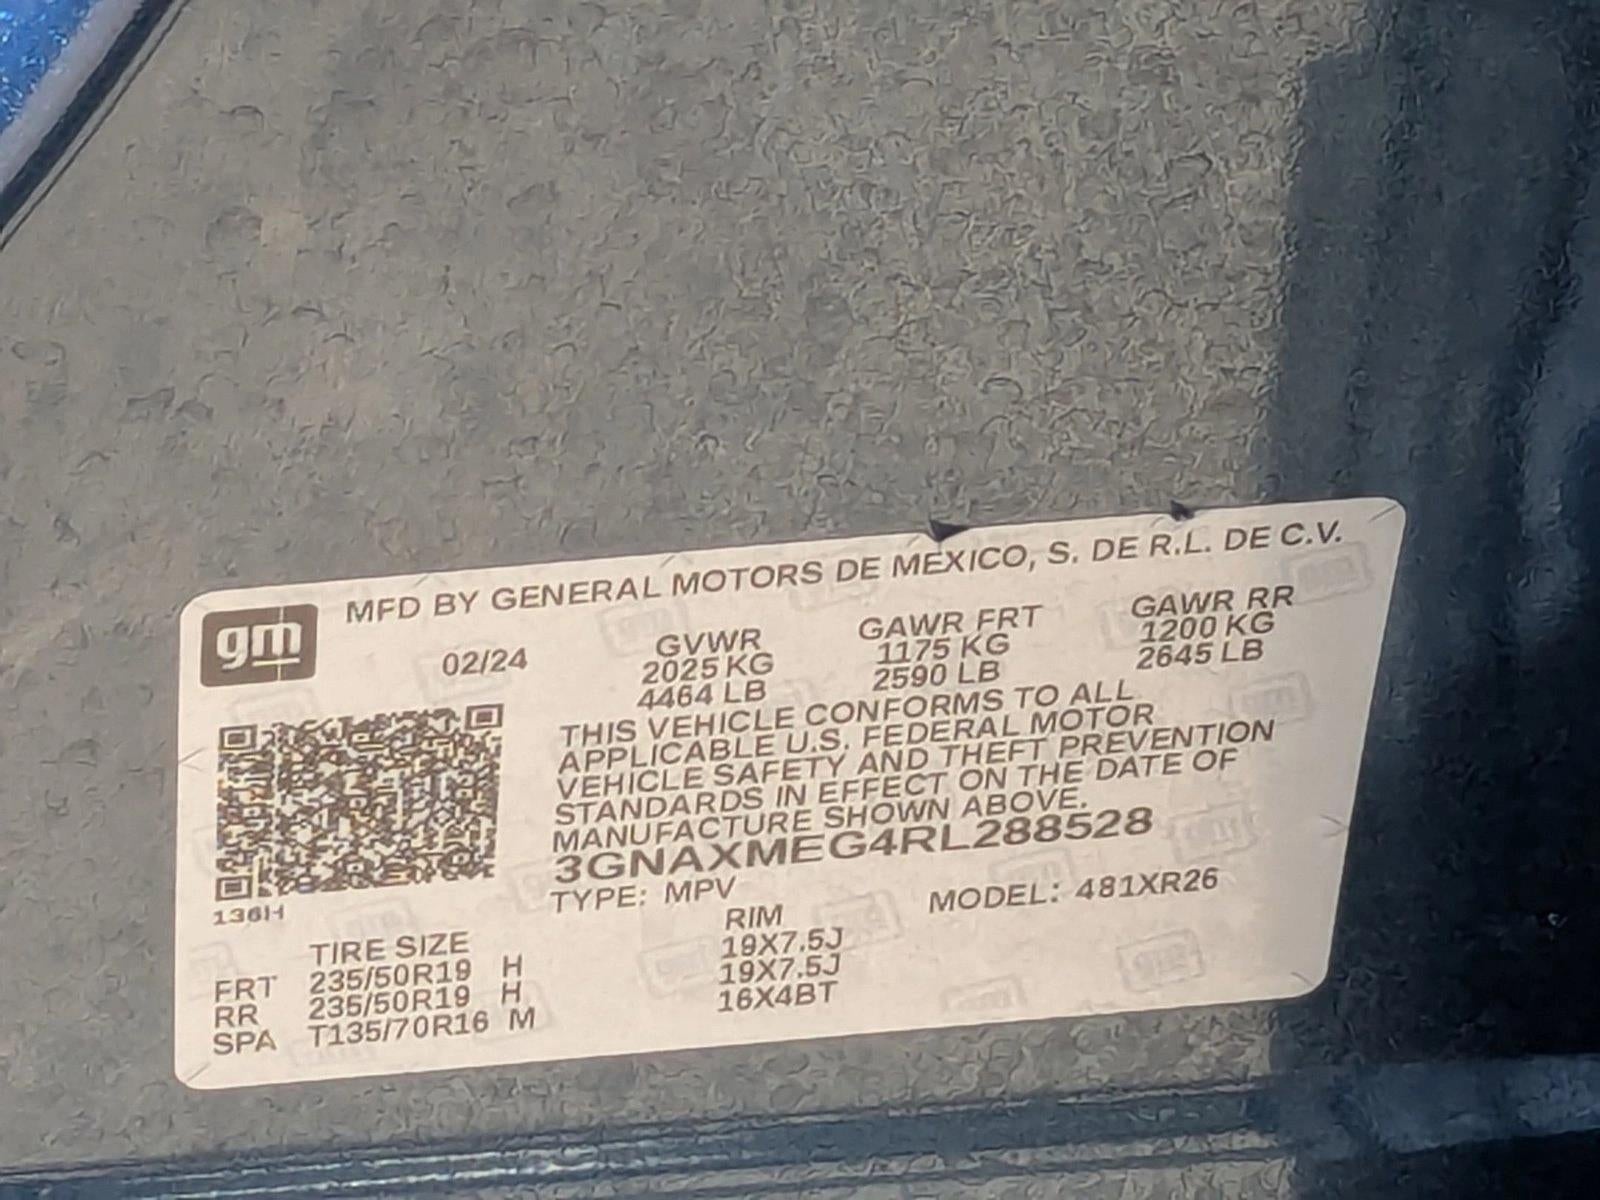 gm MFD BY GENERAL MOTORS DE MEXICO, S. DE R.L. DE C.V.
02/24 GVWR GAWR FRT GAWR RR
2025 KG 1175 KG 1200 KG
4464 LB 2590 LB 2645 LB
THIS VEHICLE CONFORMS TO ALL
APPLICABLE U.S. FEDERAL MOTOR
VEHICLE SAFETY AND THEFT PREVENTION
STANDARDS IN EFFECT ON THE DATE OF
MANUFACTURE SHOWN ABOVE.
3GNAXMEG4RL288528
TYPE: MPV MODEL: 481XR26
136H
TIRE SIZE RIM
FRT 235/50R19 H 19X7.5J
RR 235/50R19 H 19X7.5J
SPA T135/70R16 M 16X4BT